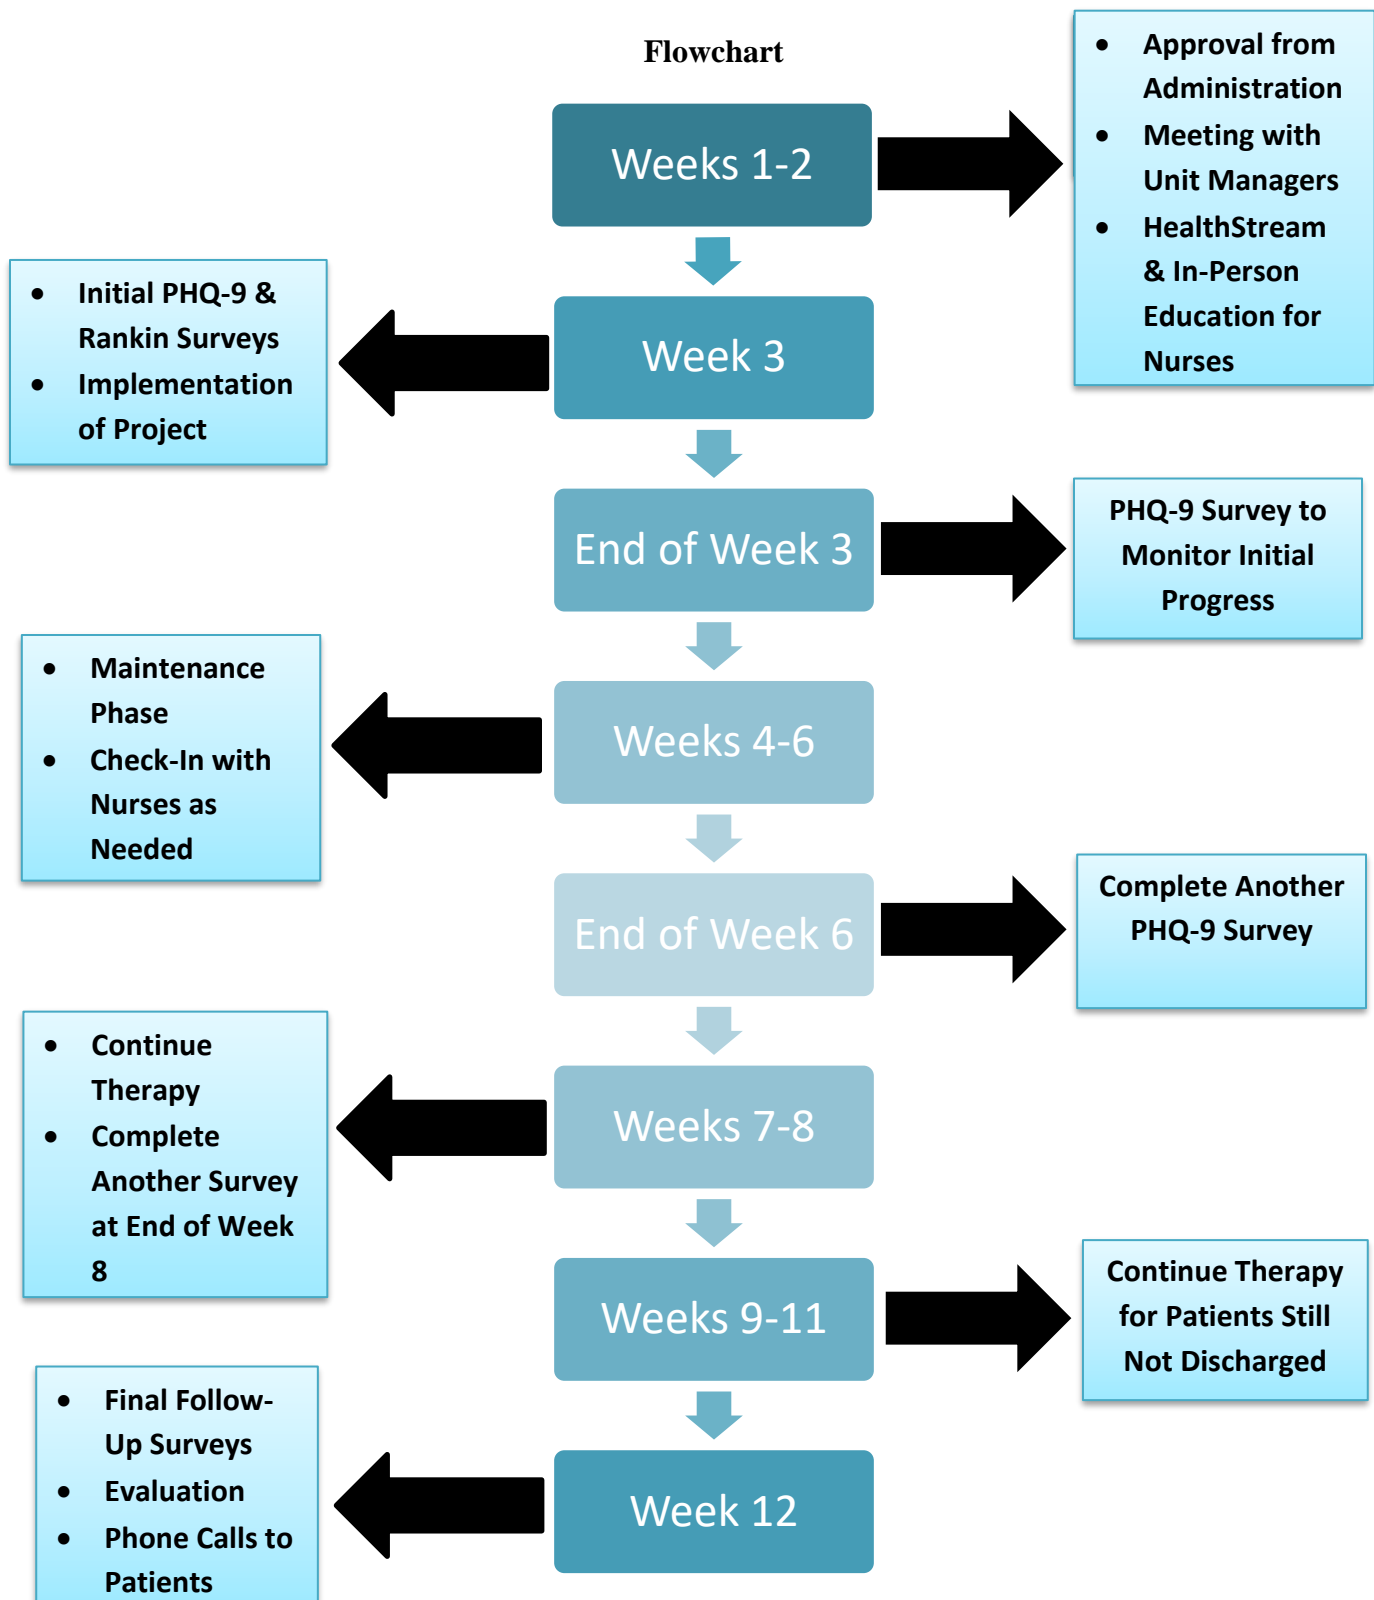 Flowchart
Weeks 1-2
• Approval from
Administration
• Meeting with
Unit Managers
• HealthStream
& In-Person
Education for
Nurses
Week 3
• Initial PHQ-9 &
Rankin Surveys
• Implementation
of Project
End of Week 3
PHQ-9 Survey to
Monitor Initial
Progress
Weeks 4-6
• Maintenance
Phase
• Check-In with
Nurses as
Needed
End of Week 6
Complete Another
PHQ-9 Survey
Weeks 7-8
• Continue
Therapy
• Complete
Another Survey
at End of Week
8
Weeks 9-11
Continue Therapy
for Patients Still
Not Discharged
Week 12
• Final Follow-
Up Surveys
• Evaluation
• Phone Calls to
Patients